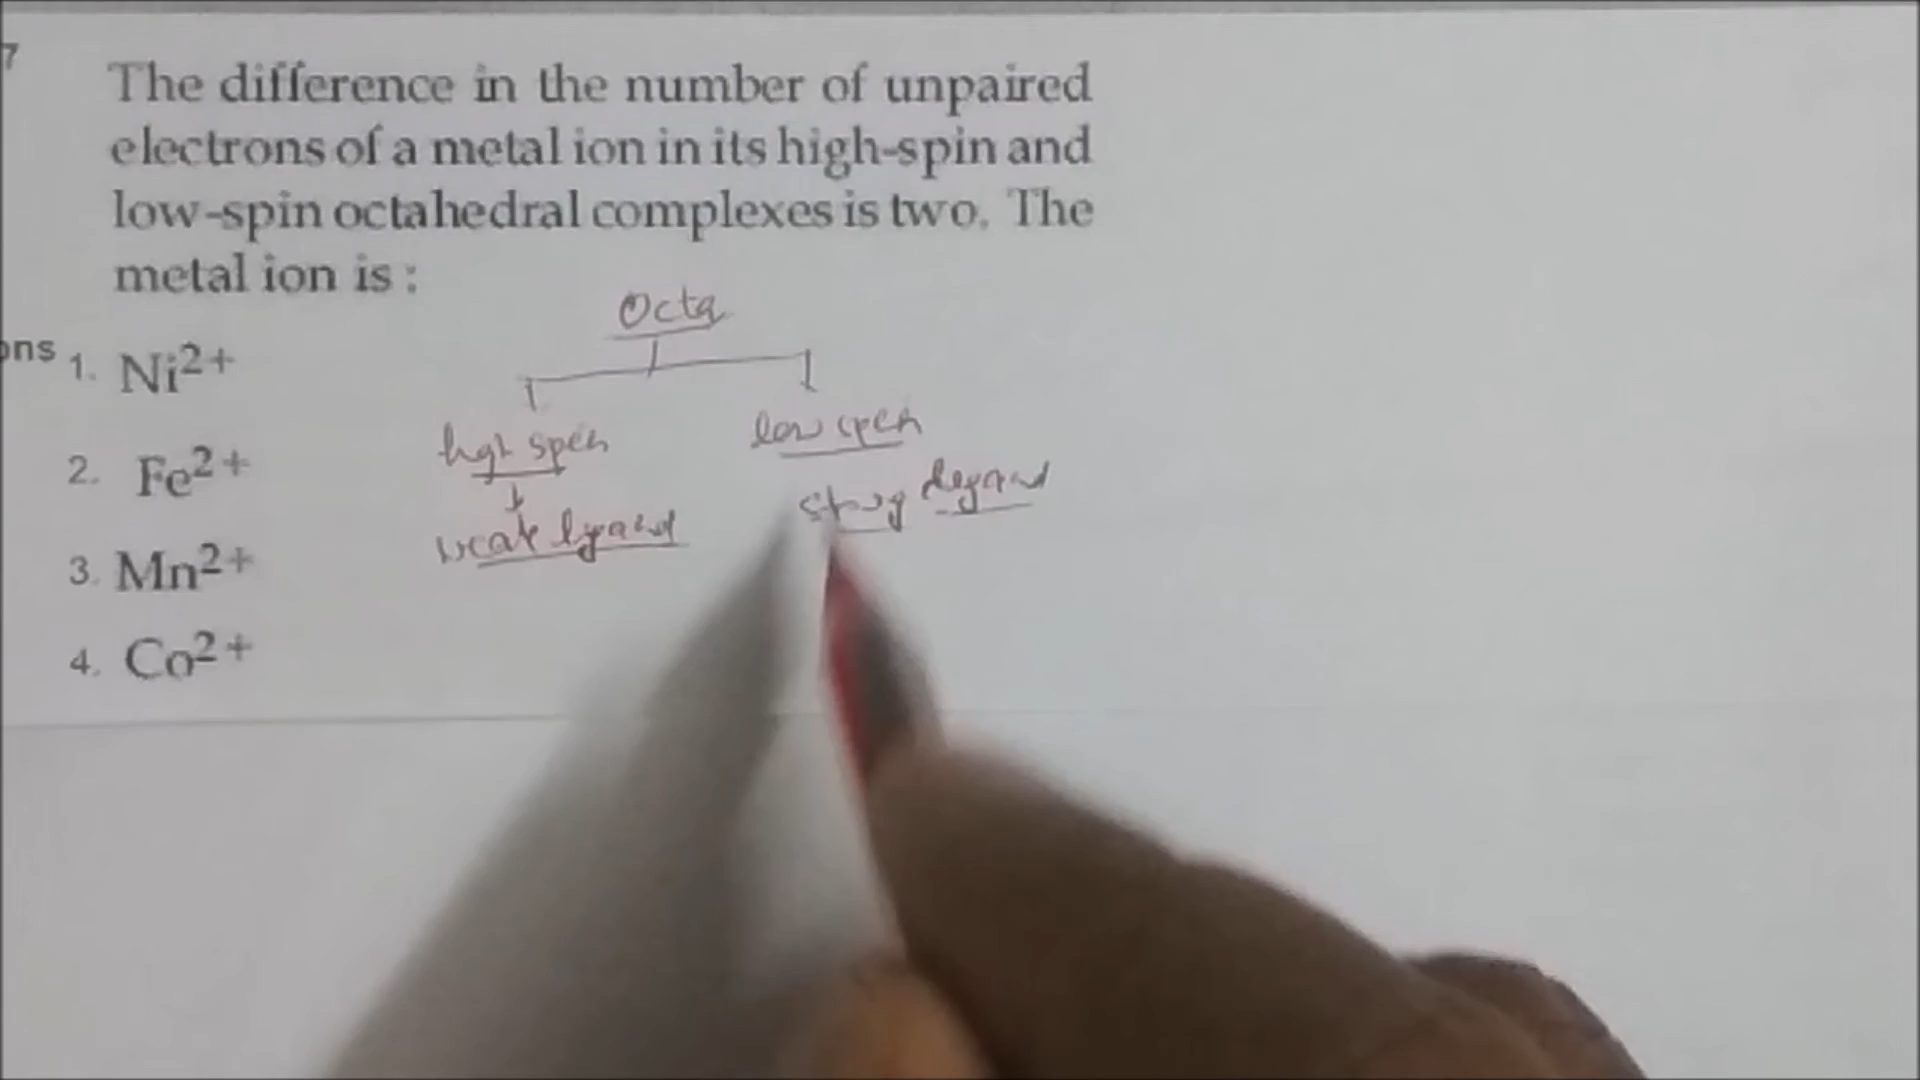 7
The difference in the number of unpaired
electrons of a metal ion in its high-spin and
low-spin octahedral complexes is two. The
metal ion is :
Octa
ons 1. Ni2+
high spin
low spin
2. Fe2+
strong ligand
weak ligand
3. Mn2+
4. Co2+